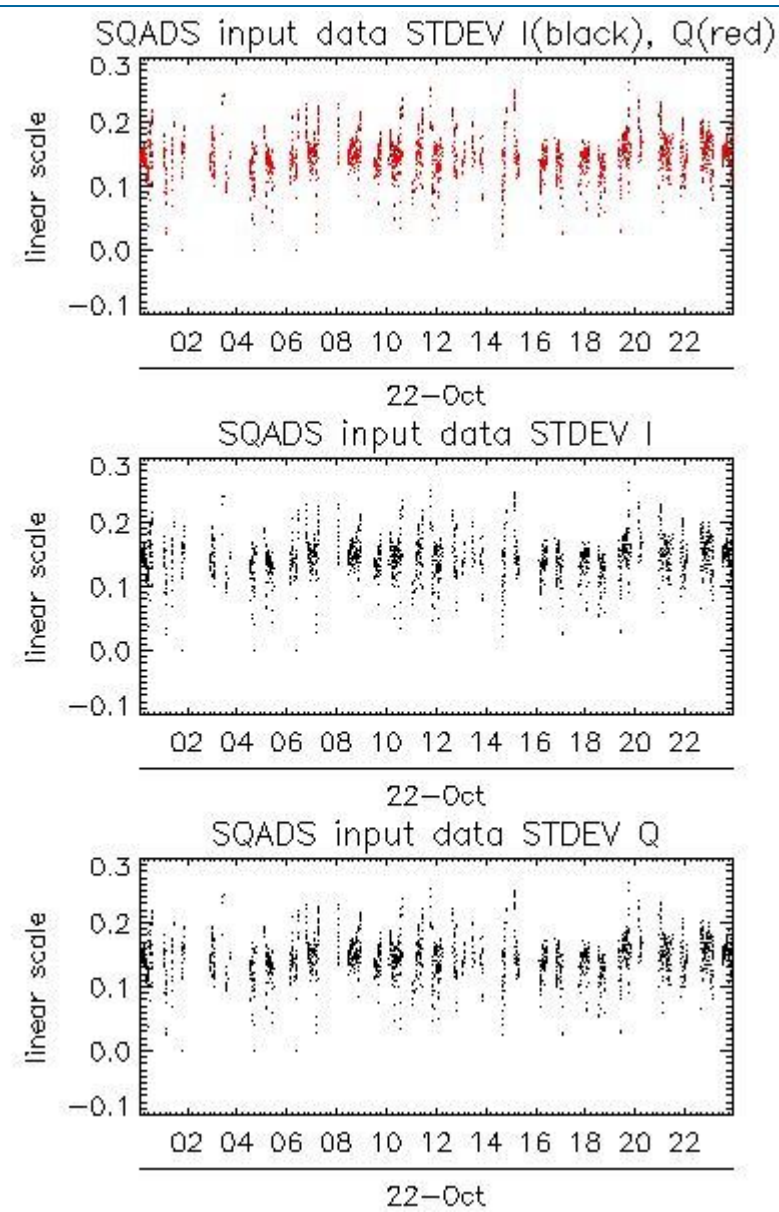 SQADS input data STDEV I(black), Q(red)
0.3
0.2
0.1
0.0
−0.1
linear scale
02 04 06 08 10 12 14 16 18 20 22
22−Oct
SQADS input data STDEV I
0.3
0.2
0.1
0.0
−0.1
linear scale
02 04 06 08 10 12 14 16 18 20 22
22−Oct
SQADS input data STDEV Q
0.3
0.2
0.1
0.0
−0.1
linear scale
02 04 06 08 10 12 14 16 18 20 22
22−Oct